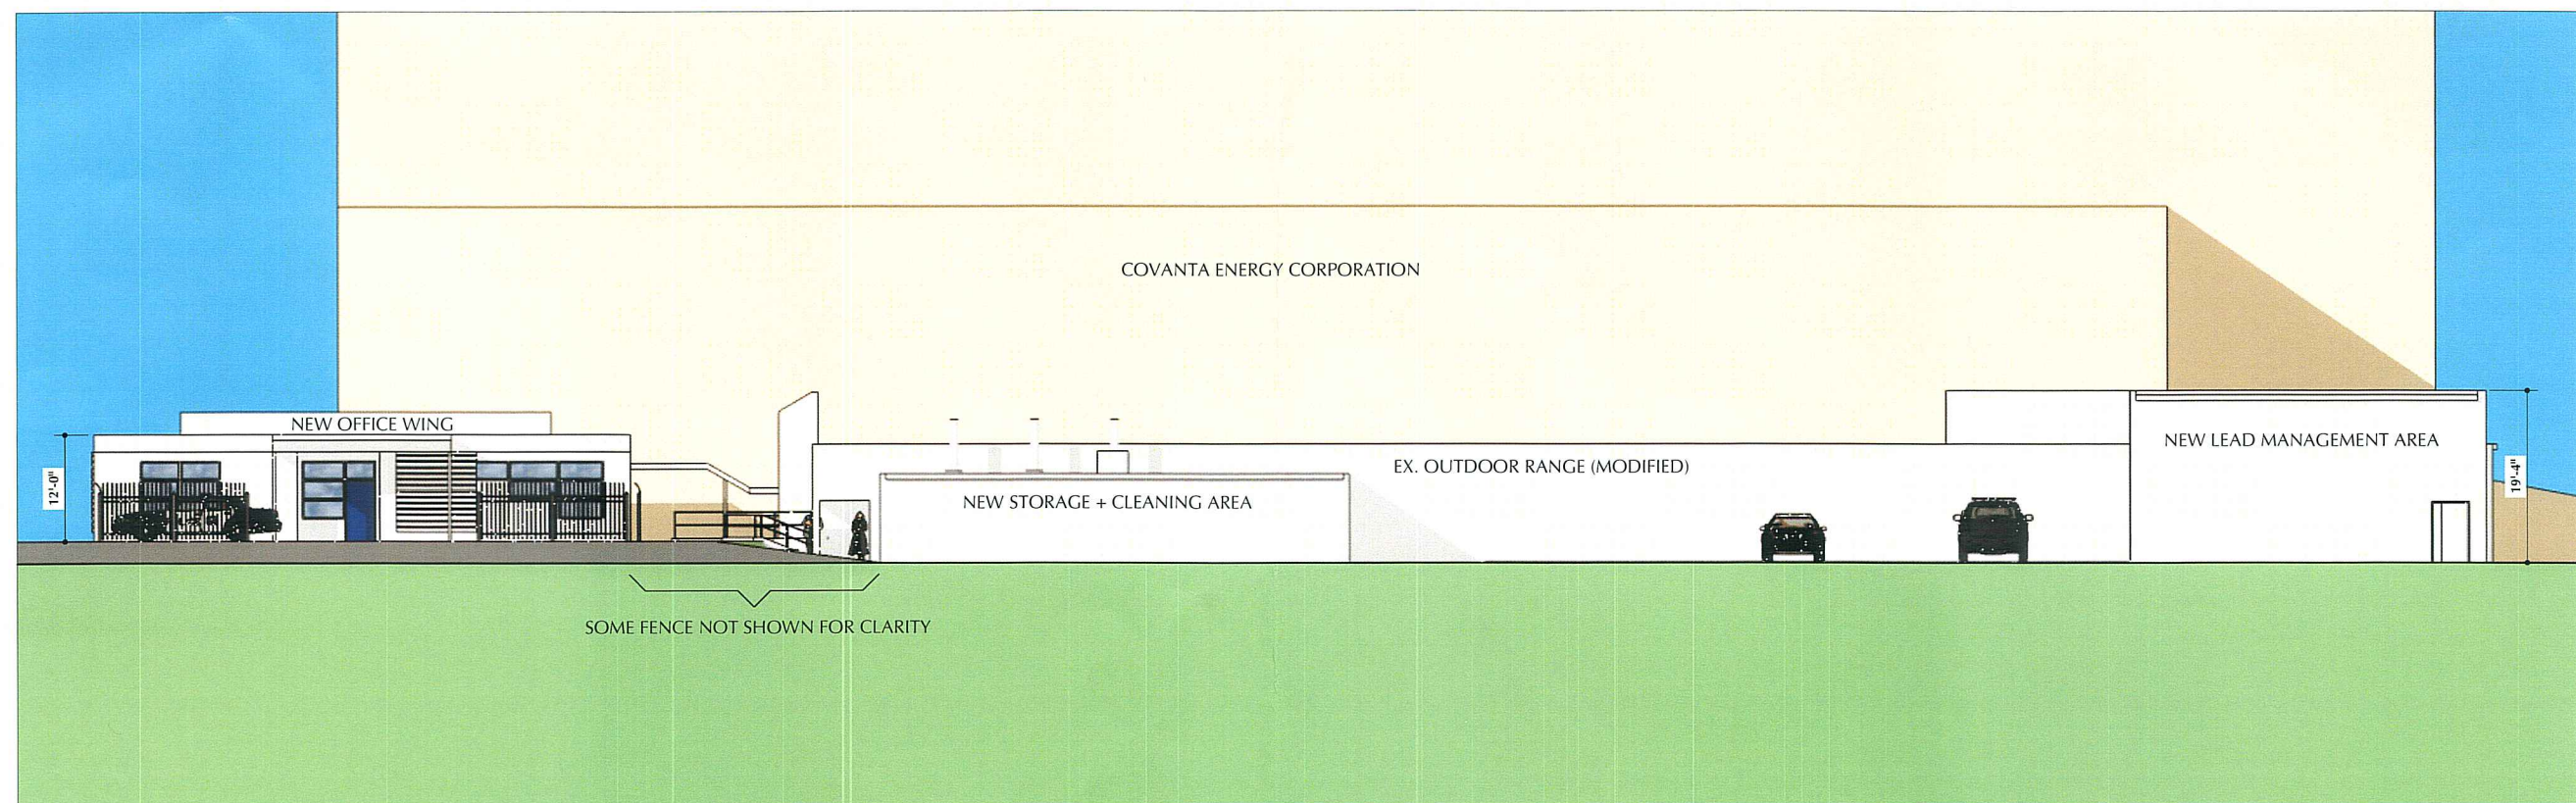 COVANTA ENERGY CORPORATION
NEW OFFICE WING
NEW LEAD MANAGEMENT AREA
EX. OUTDOOR RANGE (MODIFIED)
NEW STORAGE + CLEANING AREA
12'-0"
19'-4"
SOME FENCE NOT SHOWN FOR CLARITY